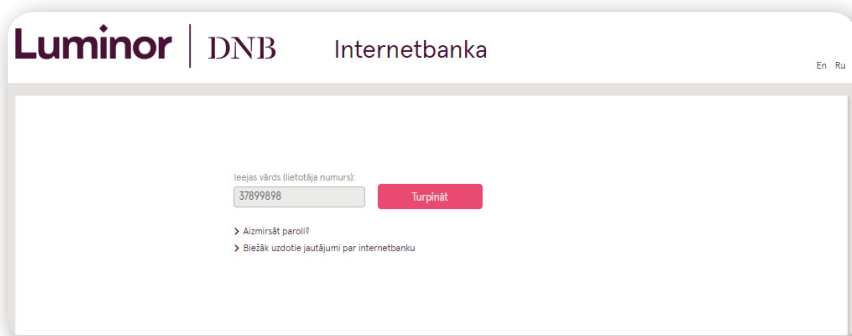 Luminor | DNB Internetbanka
En Ru
Ieejas vārds (lietotāja numurs):
37899898 Turpināt
> Aizmirsāt paroli?
> Biežāk uzdotie jautājumi par internetbanku